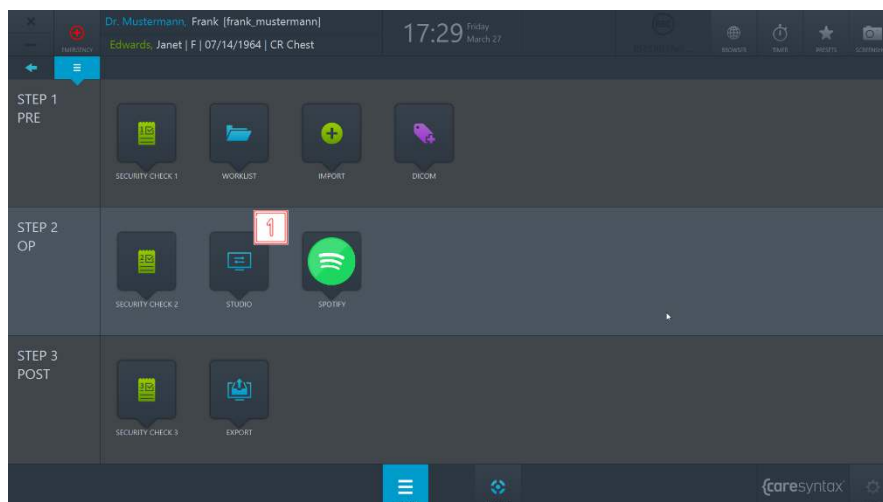 Dr. Mustermann, Frank [frank_mustermann]
Edwards, Janet | F | 07/14/1964 | CR Chest
17:29 Friday
March 27
EMERGENCY
BROWSER
TIMER
PRESETS
STEP 1
PRE
SECURITY CHECK 1
WORKLIST
IMPORT
DICOM
STEP 2
OP
1
SECURITY CHECK 2
STUDIO
SPOTIFY
STEP 3
POST
SECURITY CHECK 3
EXPORT
{caresyntax